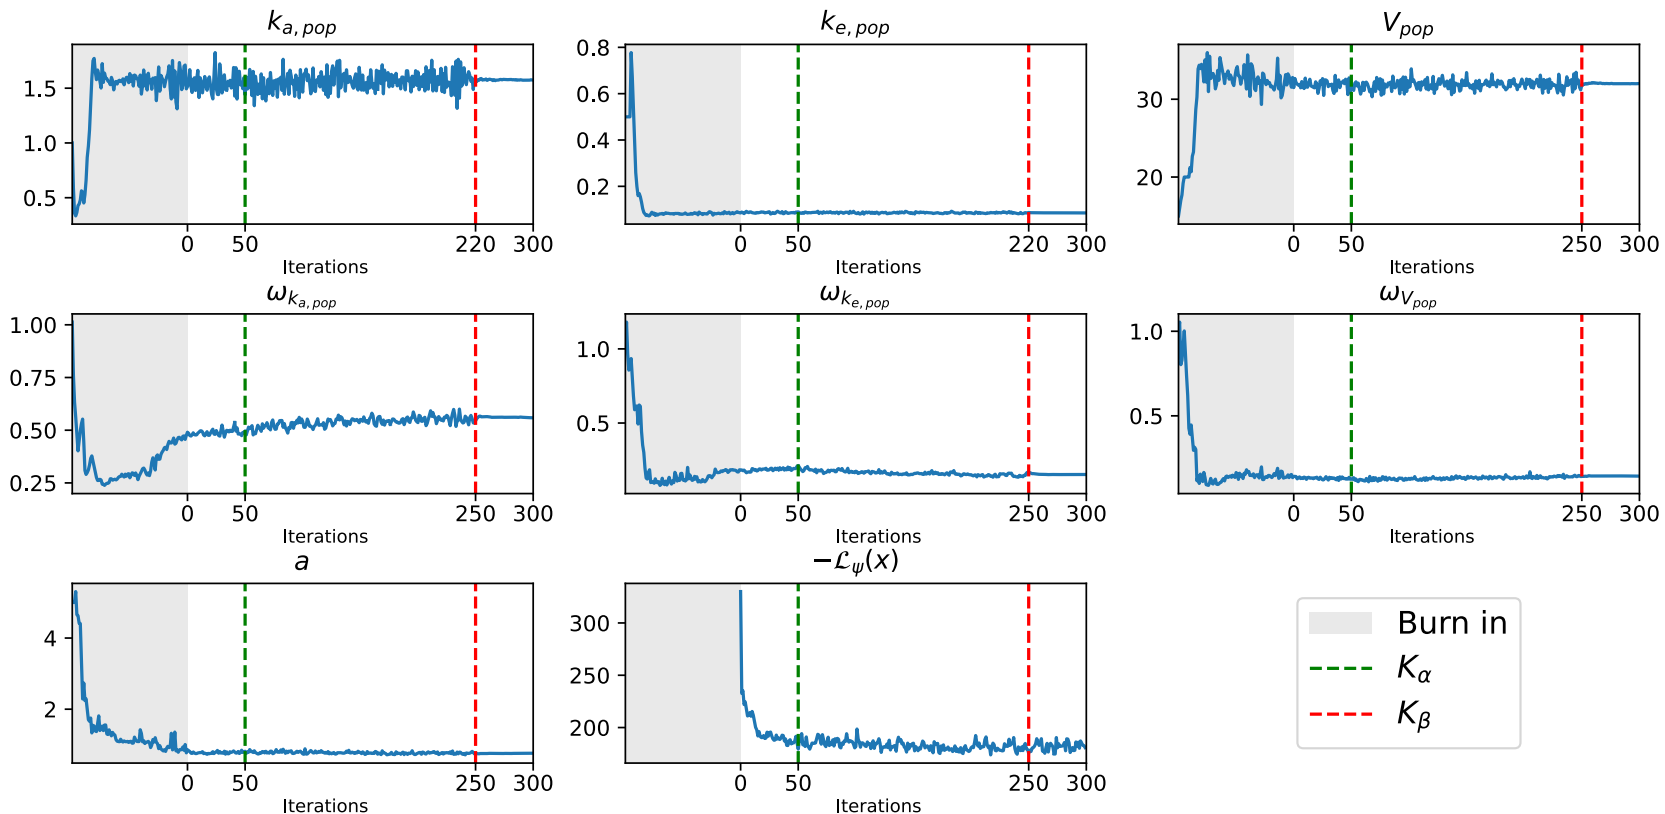 k_{a, pop} k_{e, pop} V_{pop}
1.5
1.0
0.5
0 50 220 300
Iterations
0.8
0.6
0.4
0.2
0 50 220 300
Iterations
30
20
0 50 250 300
Iterations
ω_{k_{a, pop}} ω_{k_{e, pop}} ω_{V_{pop}}
1.00
0.75
0.50
0.25
0 50 250 300
Iterations
1.0
0.5
0 50 250 300
Iterations
1.0
0.5
0 50 250 300
Iterations
a −ℒ_ψ(x)
4
2
0 50 250 300
Iterations
300
250
200
0 50 250 300
Iterations
Burn in
K_α
K_β